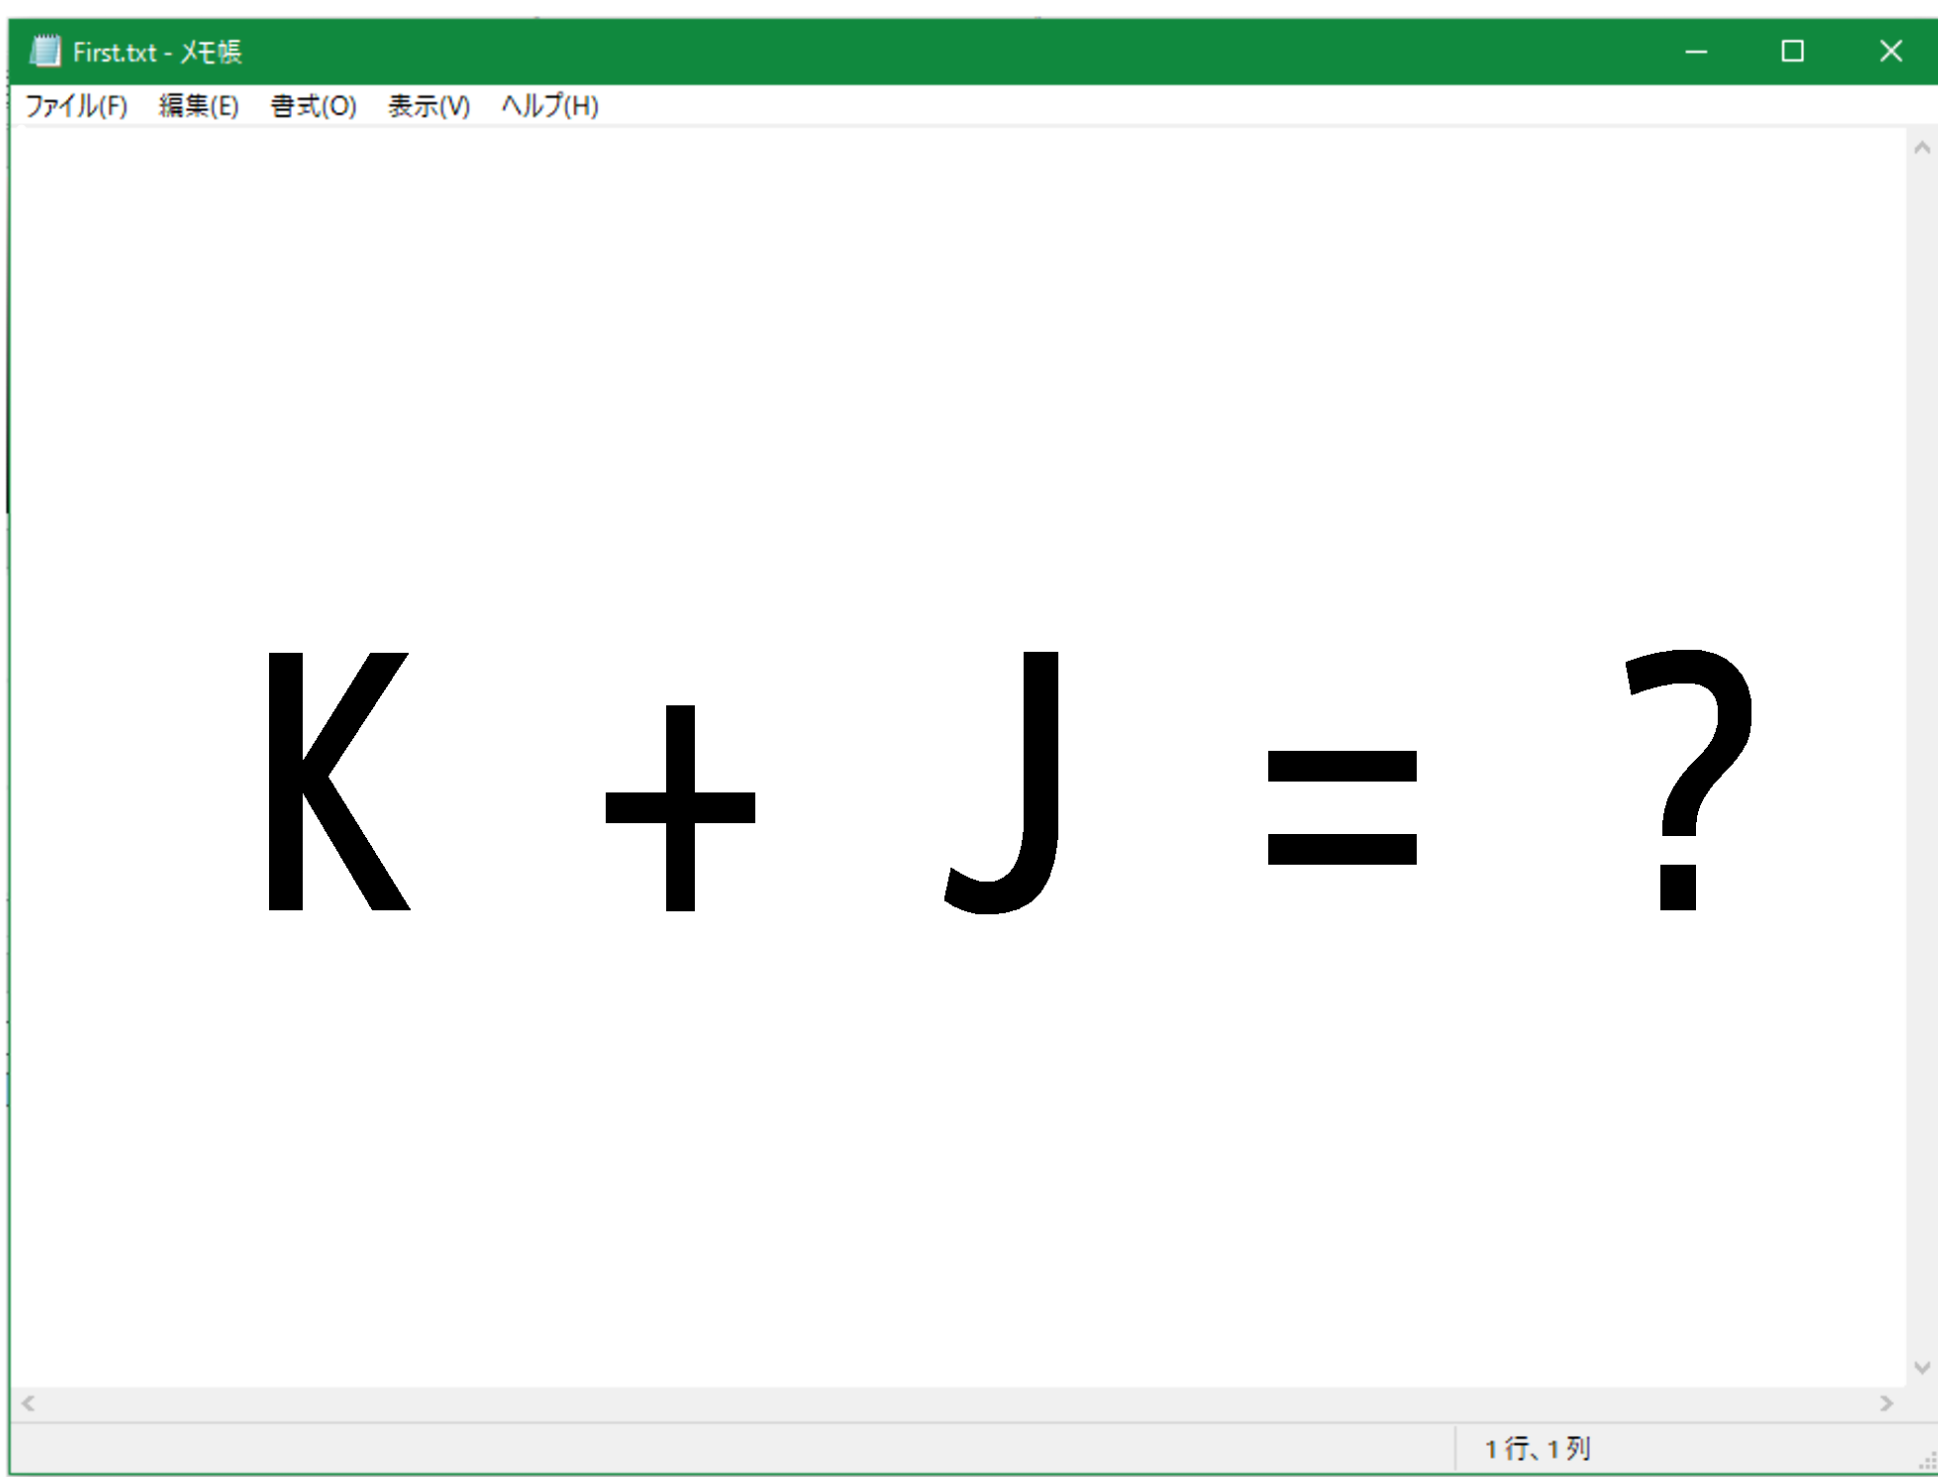 First.txt - メモ帳
ファイル(F) 編集(E) 書式(O) 表示(V) ヘルプ(H)
K + J = ?
1 行、1 列